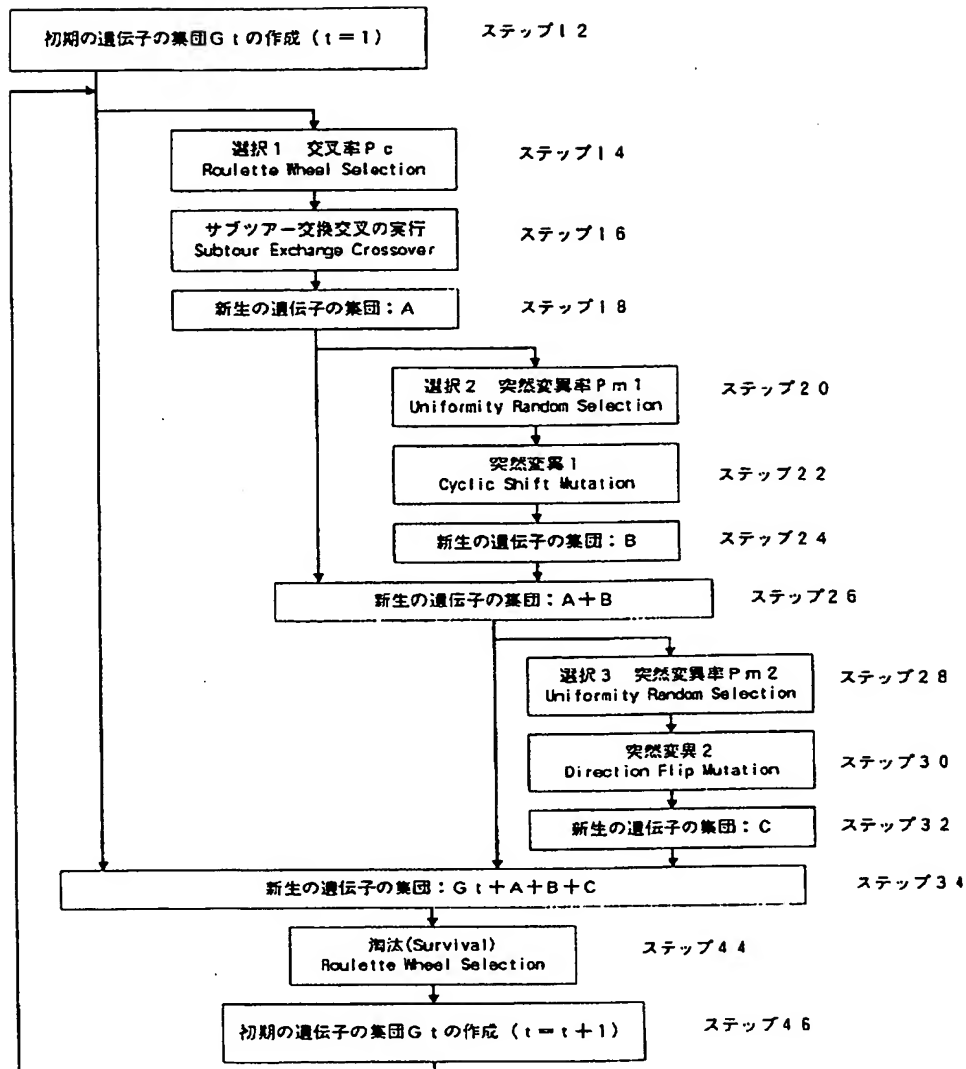 初期の遺伝子の集団Gtの作成（t＝1）
ステップ12
選択1　交叉率Pc
Roulette Wheel Selection
ステップ14
サブツアー交換交叉の実行
Subtour Exchange Crossover
ステップ16
新生の遺伝子の集団：A
ステップ18
選択2　突然変異率Pm1
Uniformity Random Selection
ステップ20
突然変異1
Cyclic Shift Mutation
ステップ22
新生の遺伝子の集団：B
ステップ24
新生の遺伝子の集団：A＋B
ステップ26
選択3　突然変異率Pm2
Uniformity Random Selection
ステップ28
突然変異2
Direction Flip Mutation
ステップ30
新生の遺伝子の集団：C
ステップ32
新生の遺伝子の集団：Gt＋A＋B＋C
ステップ34
淘汰(Survival)
Roulette Wheel Selection
ステップ44
初期の遺伝子の集団Gtの作成（t＝t＋1）
ステップ46